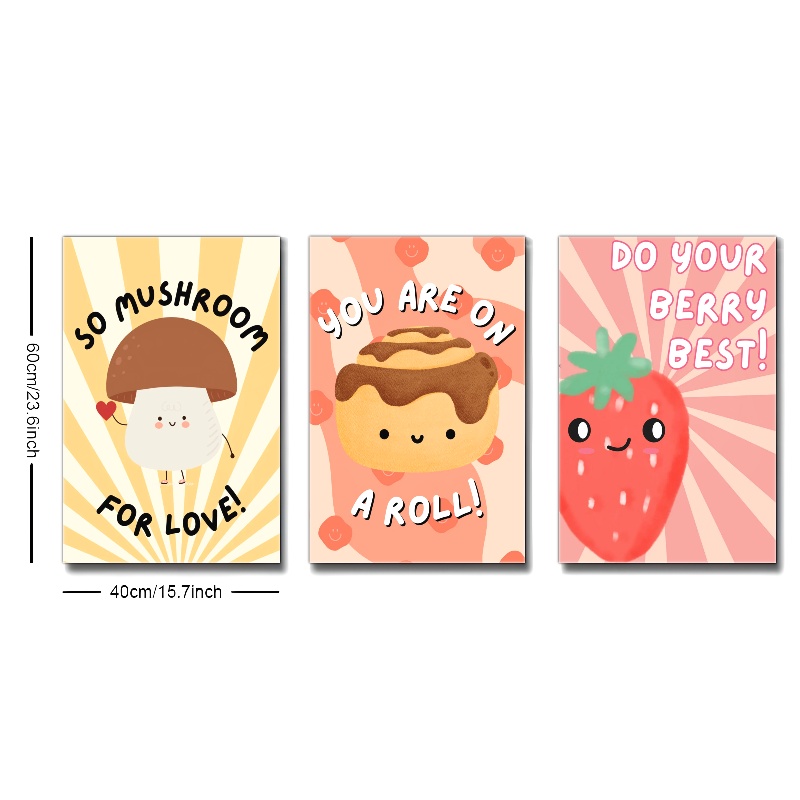 SO MUSHROOM
FOR LOVE!
YOU ARE ON
A ROLL!
DO YOUR
BERRY
BEST!
60cm/23.6inch
40cm/15.7inch